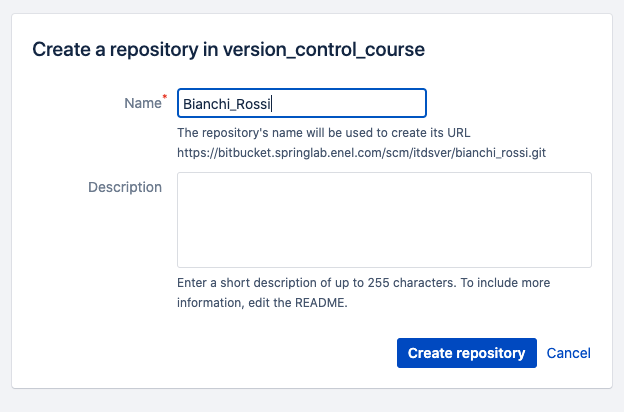 Create a repository in version_control_course
Name*
Bianchi_Rossi
The repository's name will be used to create its URL
https://bitbucket.springlab.enel.com/scm/itdsver/bianchi_rossi.git
Description
Enter a short description of up to 255 characters. To include more
information, edit the README.
Create repository Cancel